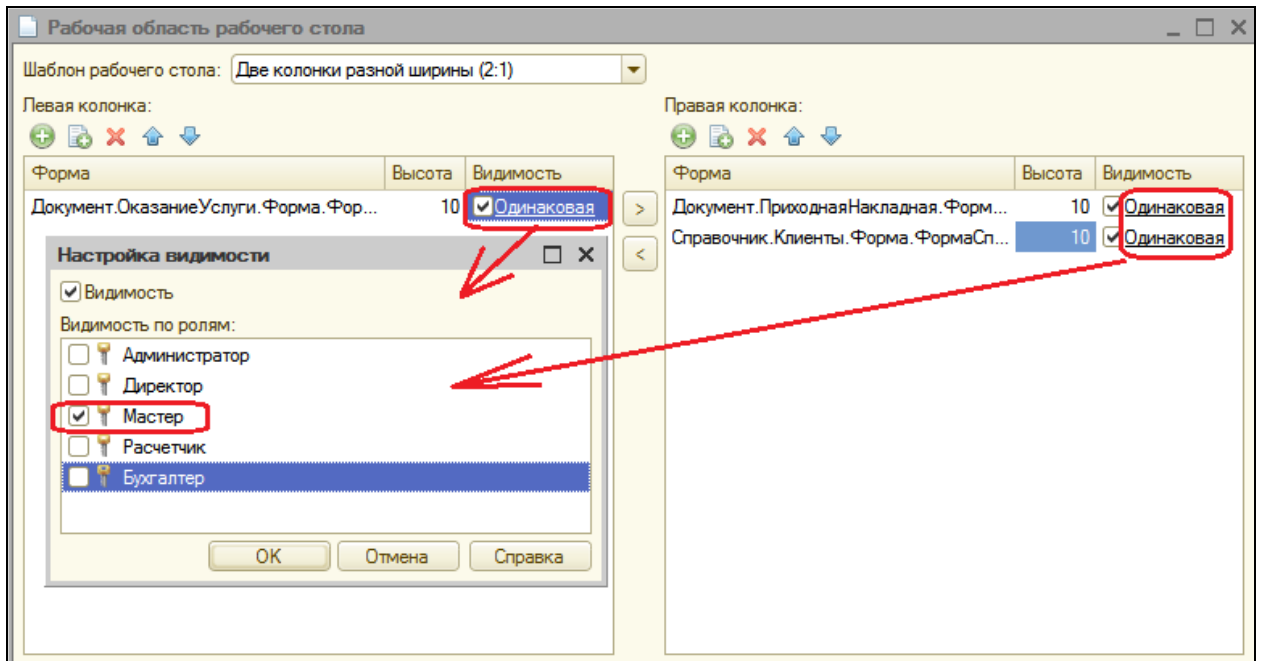 Рабочая область рабочего стола
Шаблон рабочего стола: Две колонки разной ширины (2:1)
Левая колонка:
Форма Высота Видимость
Документ.ОказаниеУслуги.Форма.Фор... 10 Одинаковая
Настройка видимости
Видимость
Видимость по ролям:
Администратор
Директор
Мастер
Расчетчик
Бухгалтер
ОК Отмена Справка
>
<
Правая колонка:
Форма Высота Видимость
Документ.ПриходнаяНакладная.Форм... 10 Одинаковая
Справочник.Клиенты.Форма.ФормаСп... 10 Одинаковая